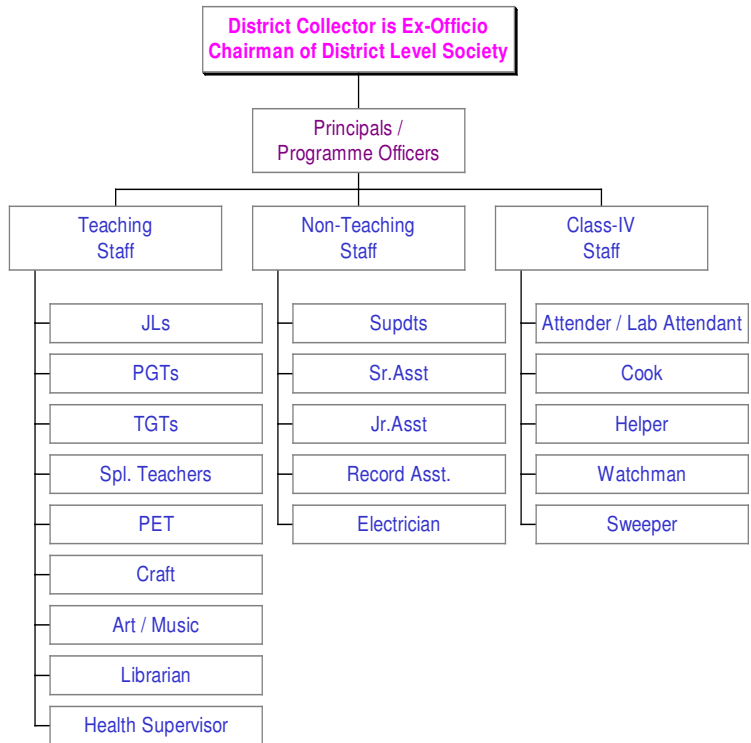 District Collector is Ex-Officio
Chairman of District Level Society
Principals /
Programme Officers
Teaching
Staff
Non-Teaching
Staff
Class-IV
Staff
JLs
PGTs
TGTs
Spl. Teachers
PET
Craft
Art / Music
Librarian
Health Supervisor
Supdts
Sr.Asst
Jr.Asst
Record Asst.
Electrician
Attender / Lab Attendant
Cook
Helper
Watchman
Sweeper